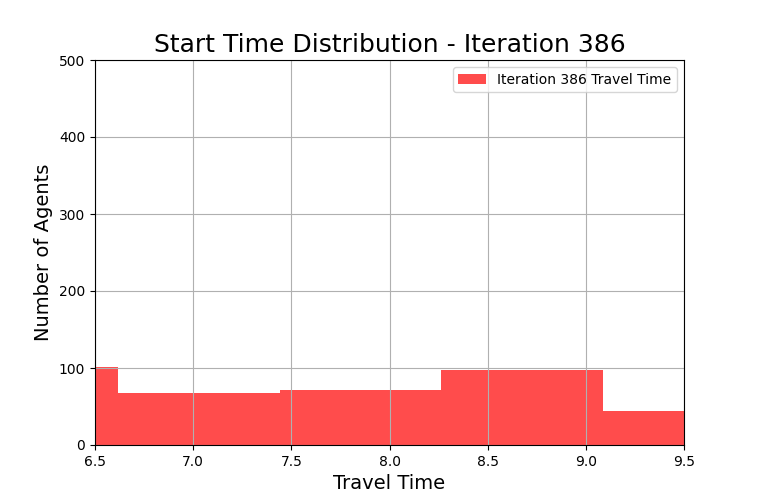 Start Time Distribution - Iteration 386
Iteration 386 Travel Time
Number of Agents
500
400
300
200
100
0
6.5 7.0 7.5 8.0 8.5 9.0 9.5
Travel Time